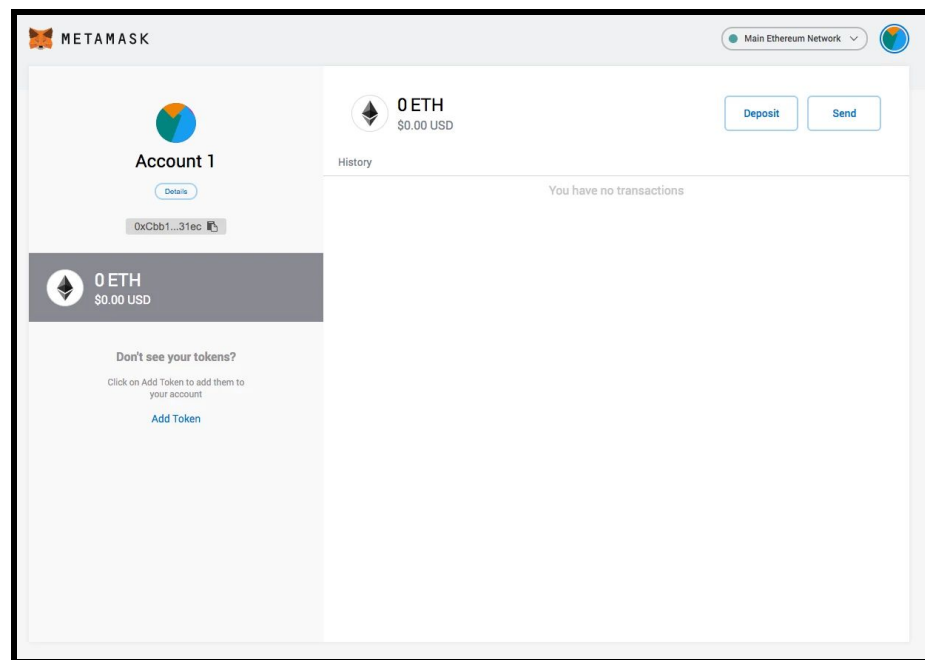 METAMASK
Main Ethereum Network
Account 1
Details
0xCbb1...31ec
0 ETH
$0.00 USD
Don't see your tokens?
Click on Add Token to add them to
your account
Add Token
0 ETH
$0.00 USD
Deposit
Send
History
You have no transactions